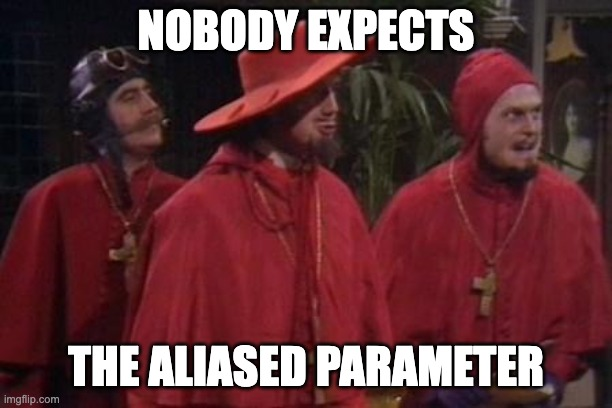 NOBODY EXPECTS
THE ALIASED PARAMETER
imgflip.com